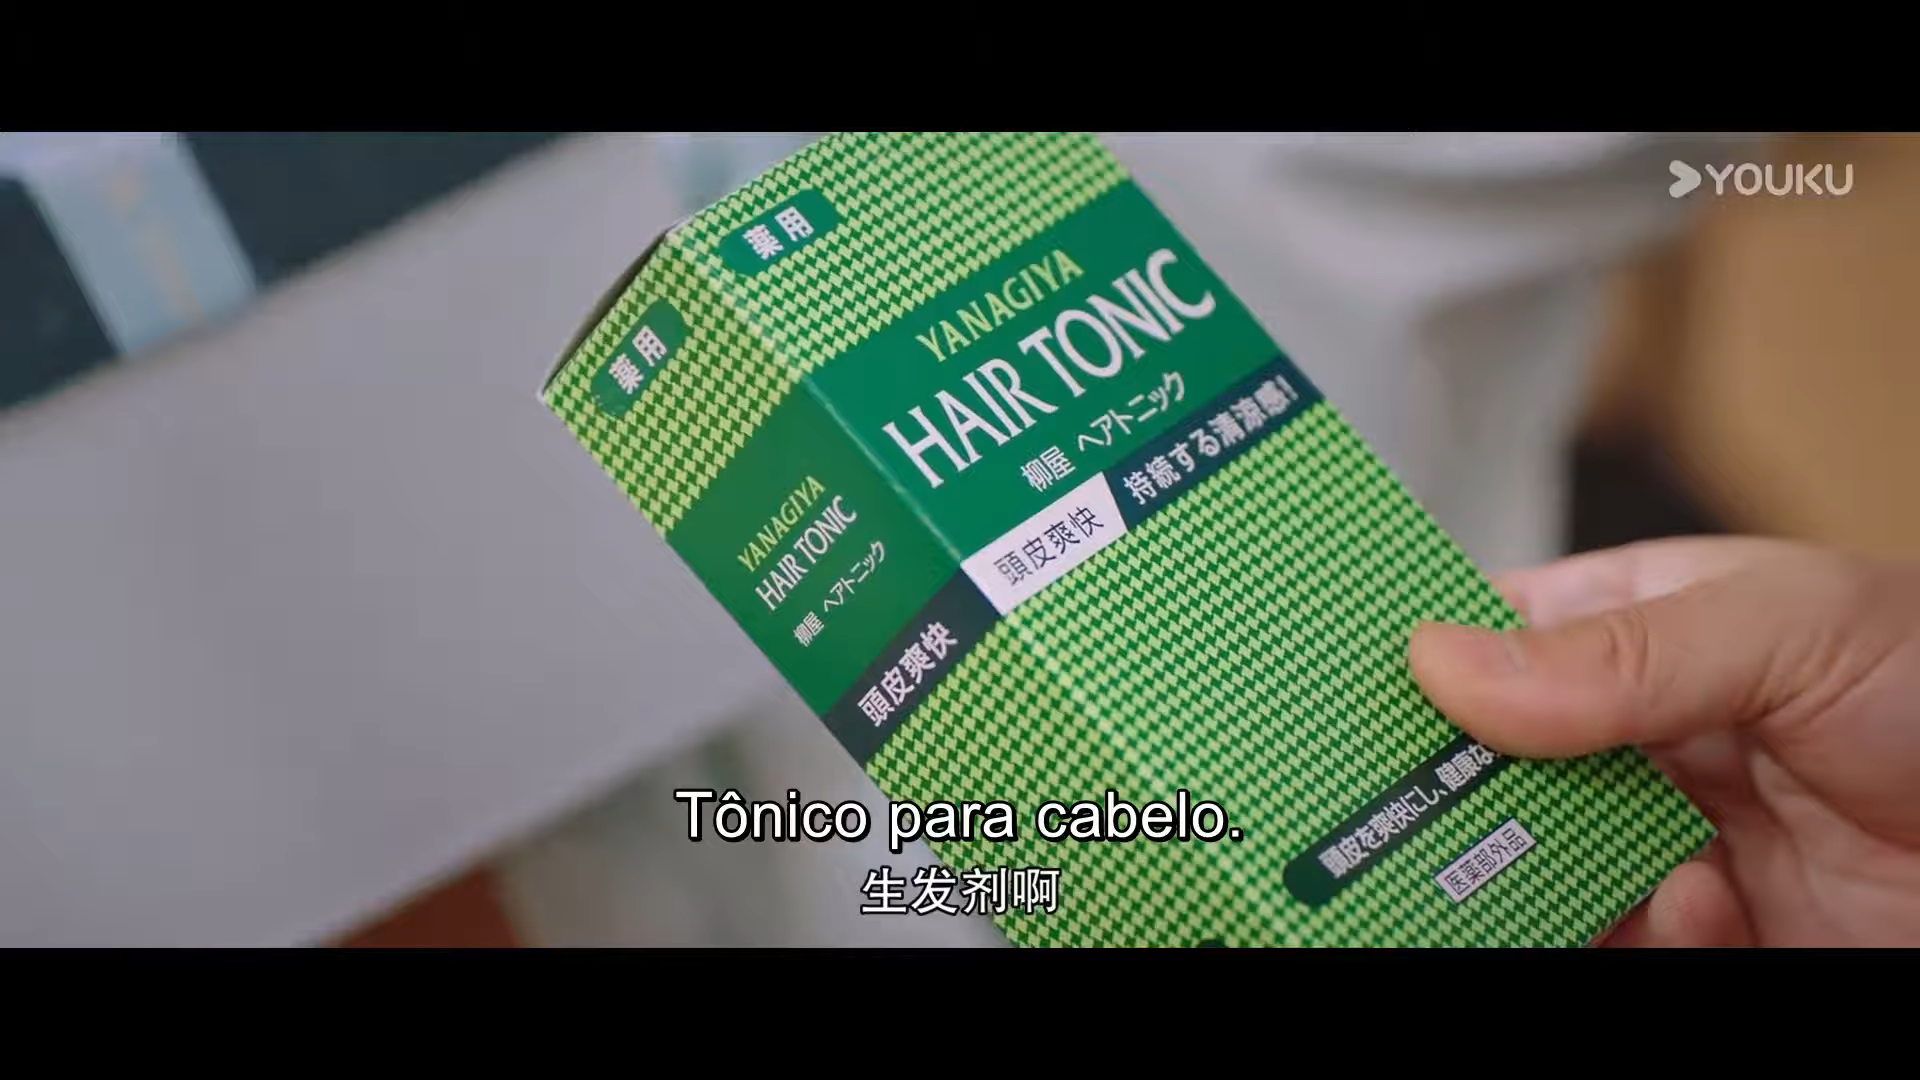 YOUKU
薬用
YANAGIYA
HAIR TONIC
柳屋 ヘアトニック
頭皮爽快 持続する清涼感!
薬用
YANAGIYA
HAIR TONIC
柳屋 ヘアトニック
頭皮爽快
頭皮を爽快にし、健康な
医薬部外品
Tônico para cabelo.
生发剂啊